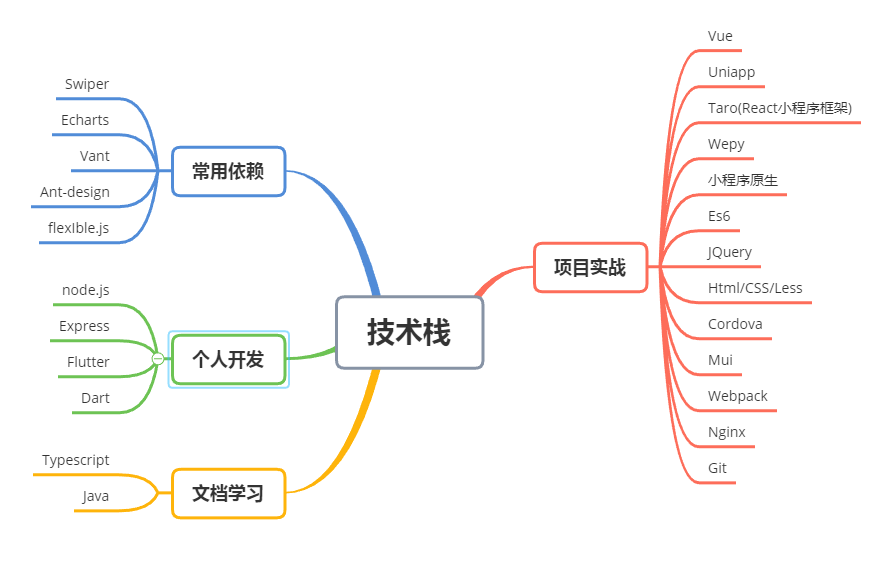 技术栈
常用依赖
Swiper
Echarts
Vant
Ant-design
flexIble.js
个人开发
node.js
Express
Flutter
Dart
文档学习
Typescript
Java
项目实战
Vue
Uniapp
Taro(React小程序框架)
Wepy
小程序原生
Es6
JQuery
Html/CSS/Less
Cordova
Mui
Webpack
Nginx
Git